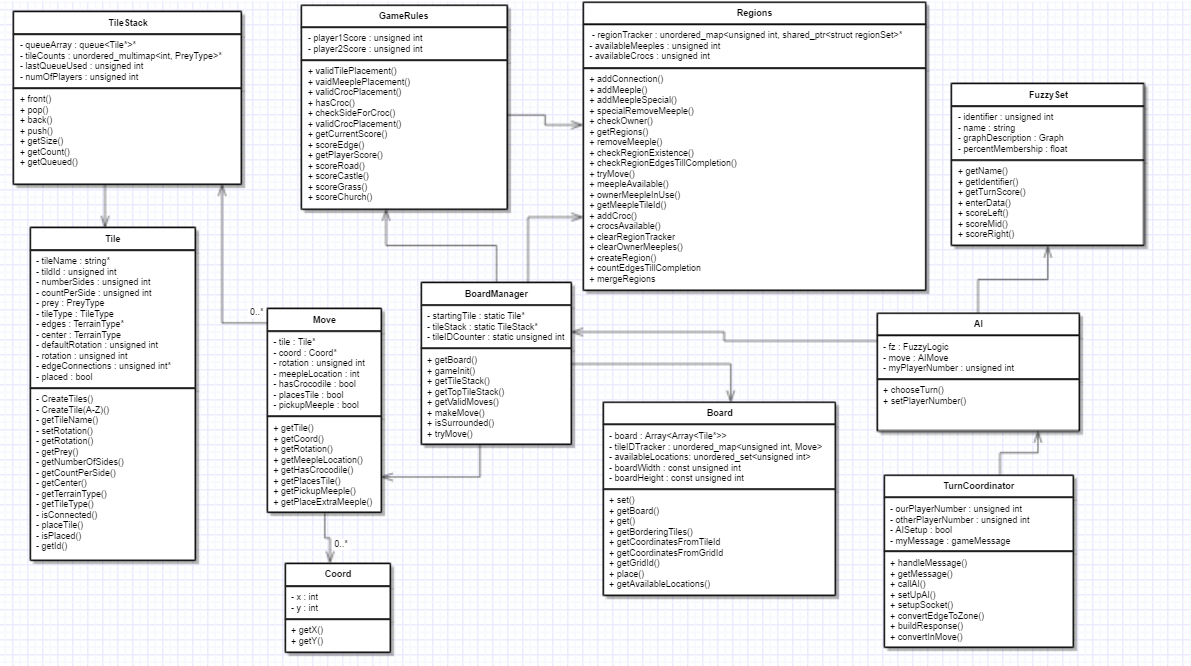 TileStack
- queueArray : queue<Tile*>*
- tileCounts : unordered_multimap<int, PreyType>*
- lastQueueUsed : unsigned int
- numOfPlayers : unsigned int
+ front()
+ pop()
+ back()
+ push()
+ getSize()
+ getCount()
+ getQueued()
GameRules
- player1Score : unsigned int
- player2Score : unsigned int
+ validTilePlacement()
+ vaidMeeplePlacement()
+ validCrocPlacement()
+ hasCroc()
+ checkSideForCroc()
+ validCrocPlacement()
+ getCurrentScore()
+ scoreEdge()
+ getPlayerScore()
+ scoreRoad()
+ scoreCastle()
+ scoreGrass()
+ scoreChurch()
Regions
- regionTracker : unordered_map<unsigned int, shared_ptr<struct regionSet>*
- availableMeeples : unsigned int
- availableCrocs : unsigned int
+ addConnection()
+ addMeeple()
+ addMeepleSpecial()
+ specialRemoveMeeple()
+ checkOwner()
+ getRegions()
+ removeMeeple()
+ checkRegionExistence()
+ checkRegionEdgesTillCompletion()
+ tryMove()
+ meepleAvailable()
+ ownerMeepleInUse()
+ getMeepleTileId()
+ addCroc()
+ crocsAvailable()
+ clearRegionTracker
+ clearOwnerMeeples()
+ createRegion()
+ countEdgesTillCompletion
+ mergeRegions
FuzzySet
- identifier : unsigned int
- name : string
- graphDescription : Graph
- percentMembership : float
+ getName()
+ getIdentifier()
+ getTurnScore()
+ enterData()
+ scoreLeft()
+ scoreMid()
+ scoreRight()
Tile
- tileName : string*
- tildId : unsigned int
- numberSides : unsigned int
- countPerSide : unsigned int
- prey : PreyType
- tileType : TileType
- edges : TerrainType*
- center : TerrainType
- defaultRotation : unsigned int
- rotation : unsigned int
- edgeConnections : unsigned int*
- placed : bool
- CreateTiles()
- CreateTile(A-Z)()
- getTileName()
- setRotation()
- getRotation()
- getPrey()
- getNumberOfSides()
- getCountPerSide()
- getCenter()
- getTerrainType()
- getTileType()
- isConnected()
- placeTile()
- isPlaced()
- getId()
0..*
Move
- tile : Tile*
- coord : Coord*
- rotation : unsigned int
- meepleLocation : int
- hasCrocodile : bool
- placesTile : bool
- pickupMeeple : bool
+ getTile()
+ getCoord()
+ getRotation()
+ getMeepleLocation()
+ getHasCrocodile()
+ getPlacesTile()
+ getPickupMeeple()
+ getPlaceExtraMeeple()
0..*
Coord
- x : int
- y : int
+ getX()
+ getY()
BoardManager
- startingTile : static Tile*
- tileStack : static TileStack*
- tileIDCounter : static unsigned int
+ getBoard()
+ gameInit()
+ getTileStack()
+ getTopTileStack()
+ getValidMoves()
+ makeMove()
+ isSurrounded()
+ tryMove()
Board
- board : Array<Array<Tile*>>
- tileIDTracker : unordered_map<unsigned int, Move>
- availableLocations: unordered_set<unsigned int>
- boardWidth : const unsigned int
- boardHeight : const unsigned int
+ set()
+ getBoard()
+ get()
+ getBorderingTiles()
+ getCoordinatesFromTileId
+ getCoordinatesFromGridId
+ getGridId()
+ place()
+ getAvailableLocations()
AI
- fz : FuzzyLogic
- move : AIMove
- myPlayerNumber : unsigned int
+ chooseTurn()
+ setPlayerNumber()
TurnCoordinator
- ourPlayerNumber : unsigned int
- otherPlayerNumber : unsigned int
- AISetup : bool
- myMessage : gameMessage
+ handleMessage()
+ getMessage()
+ callAI()
+ setUpAI()
+ setupSocket()
+ convertEdgeToZone()
+ buildResponse()
+ convertInMove()